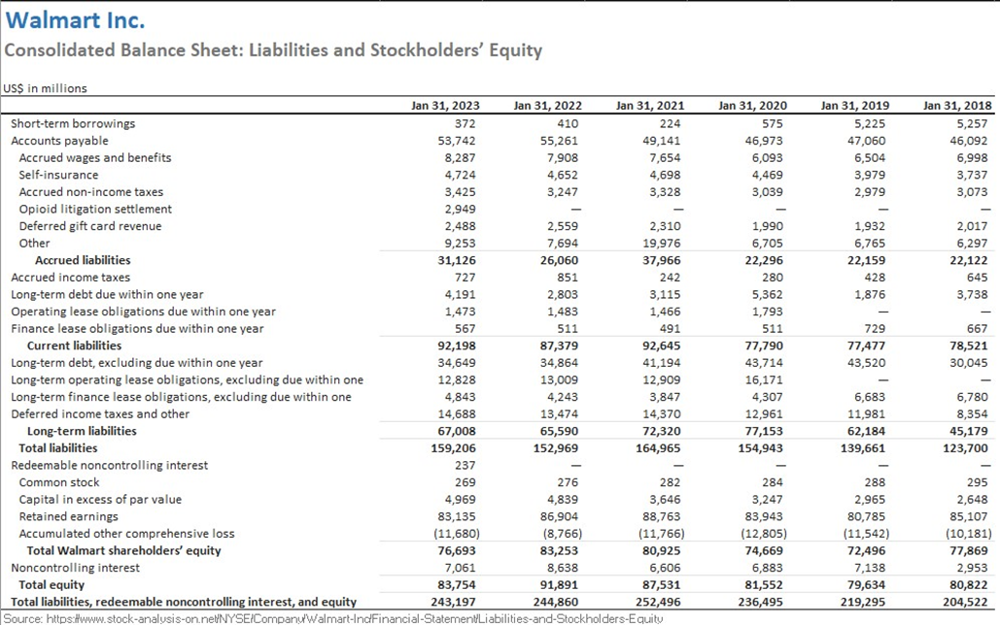 Walmart Inc.
Consolidated Balance Sheet: Liabilities and Stockholders’ Equity
US$ in millions
Jan 31, 2023 Jan 31, 2022 Jan 31, 2021 Jan 31, 2020 Jan 31, 2019 Jan 31, 2018
Short-term borrowings 372 410 224 575 5,225 5,257
Accounts payable 53,742 55,261 49,141 46,973 47,060 46,092
Accrued wages and benefits 8,287 7,908 7,654 6,093 6,504 6,998
Self-insurance 4,724 4,652 4,698 4,469 3,979 3,737
Accrued non-income taxes 3,425 3,247 3,328 3,039 2,979 3,073
Opioid litigation settlement 2,949 — — — — —
Deferred gift card revenue 2,488 2,559 2,310 1,990 1,932 2,017
Other 9,253 7,694 19,976 6,705 6,765 6,297
Accrued liabilities 31,126 26,060 37,966 22,296 22,159 22,122
Accrued income taxes 727 851 242 280 428 645
Long-term debt due within one year 4,191 2,803 3,115 5,362 1,876 3,738
Operating lease obligations due within one year 1,473 1,483 1,466 1,793 — —
Finance lease obligations due within one year 567 511 491 511 729 667
Current liabilities 92,198 87,379 92,645 77,790 77,477 78,521
Long-term debt, excluding due within one year 34,649 34,864 41,194 43,714 43,520 30,045
Long-term operating lease obligations, excluding due within one 12,828 13,009 12,909 16,171 — —
Long-term finance lease obligations, excluding due within one 4,843 4,243 3,847 4,307 6,683 6,780
Deferred income taxes and other 14,688 13,474 14,370 12,961 11,981 8,354
Long-term liabilities 67,008 65,590 72,320 77,153 62,184 45,179
Total liabilities 159,206 152,969 164,965 154,943 139,661 123,700
Redeemable noncontrolling interest 237 — — — — —
Common stock 269 276 282 284 288 295
Capital in excess of par value 4,969 4,839 3,646 3,247 2,965 2,648
Retained earnings 83,135 86,904 88,763 83,943 80,785 85,107
Accumulated other comprehensive loss (11,680) (8,766) (11,766) (12,805) (11,542) (10,181)
Total Walmart shareholders’ equity 76,693 83,253 80,925 74,669 72,496 77,869
Noncontrolling interest 7,061 8,638 6,606 6,883 7,138 2,953
Total equity 83,754 91,891 87,531 81,552 79,634 80,822
Total liabilities, redeemable noncontrolling interest, and equity 243,197 244,860 252,496 236,495 219,295 204,522
Source: https://www.stock-analysis-on.net/NYSE/Company/Walmart-Inc/Financial-Statement/Liabilities-and-Stockholders-Equity